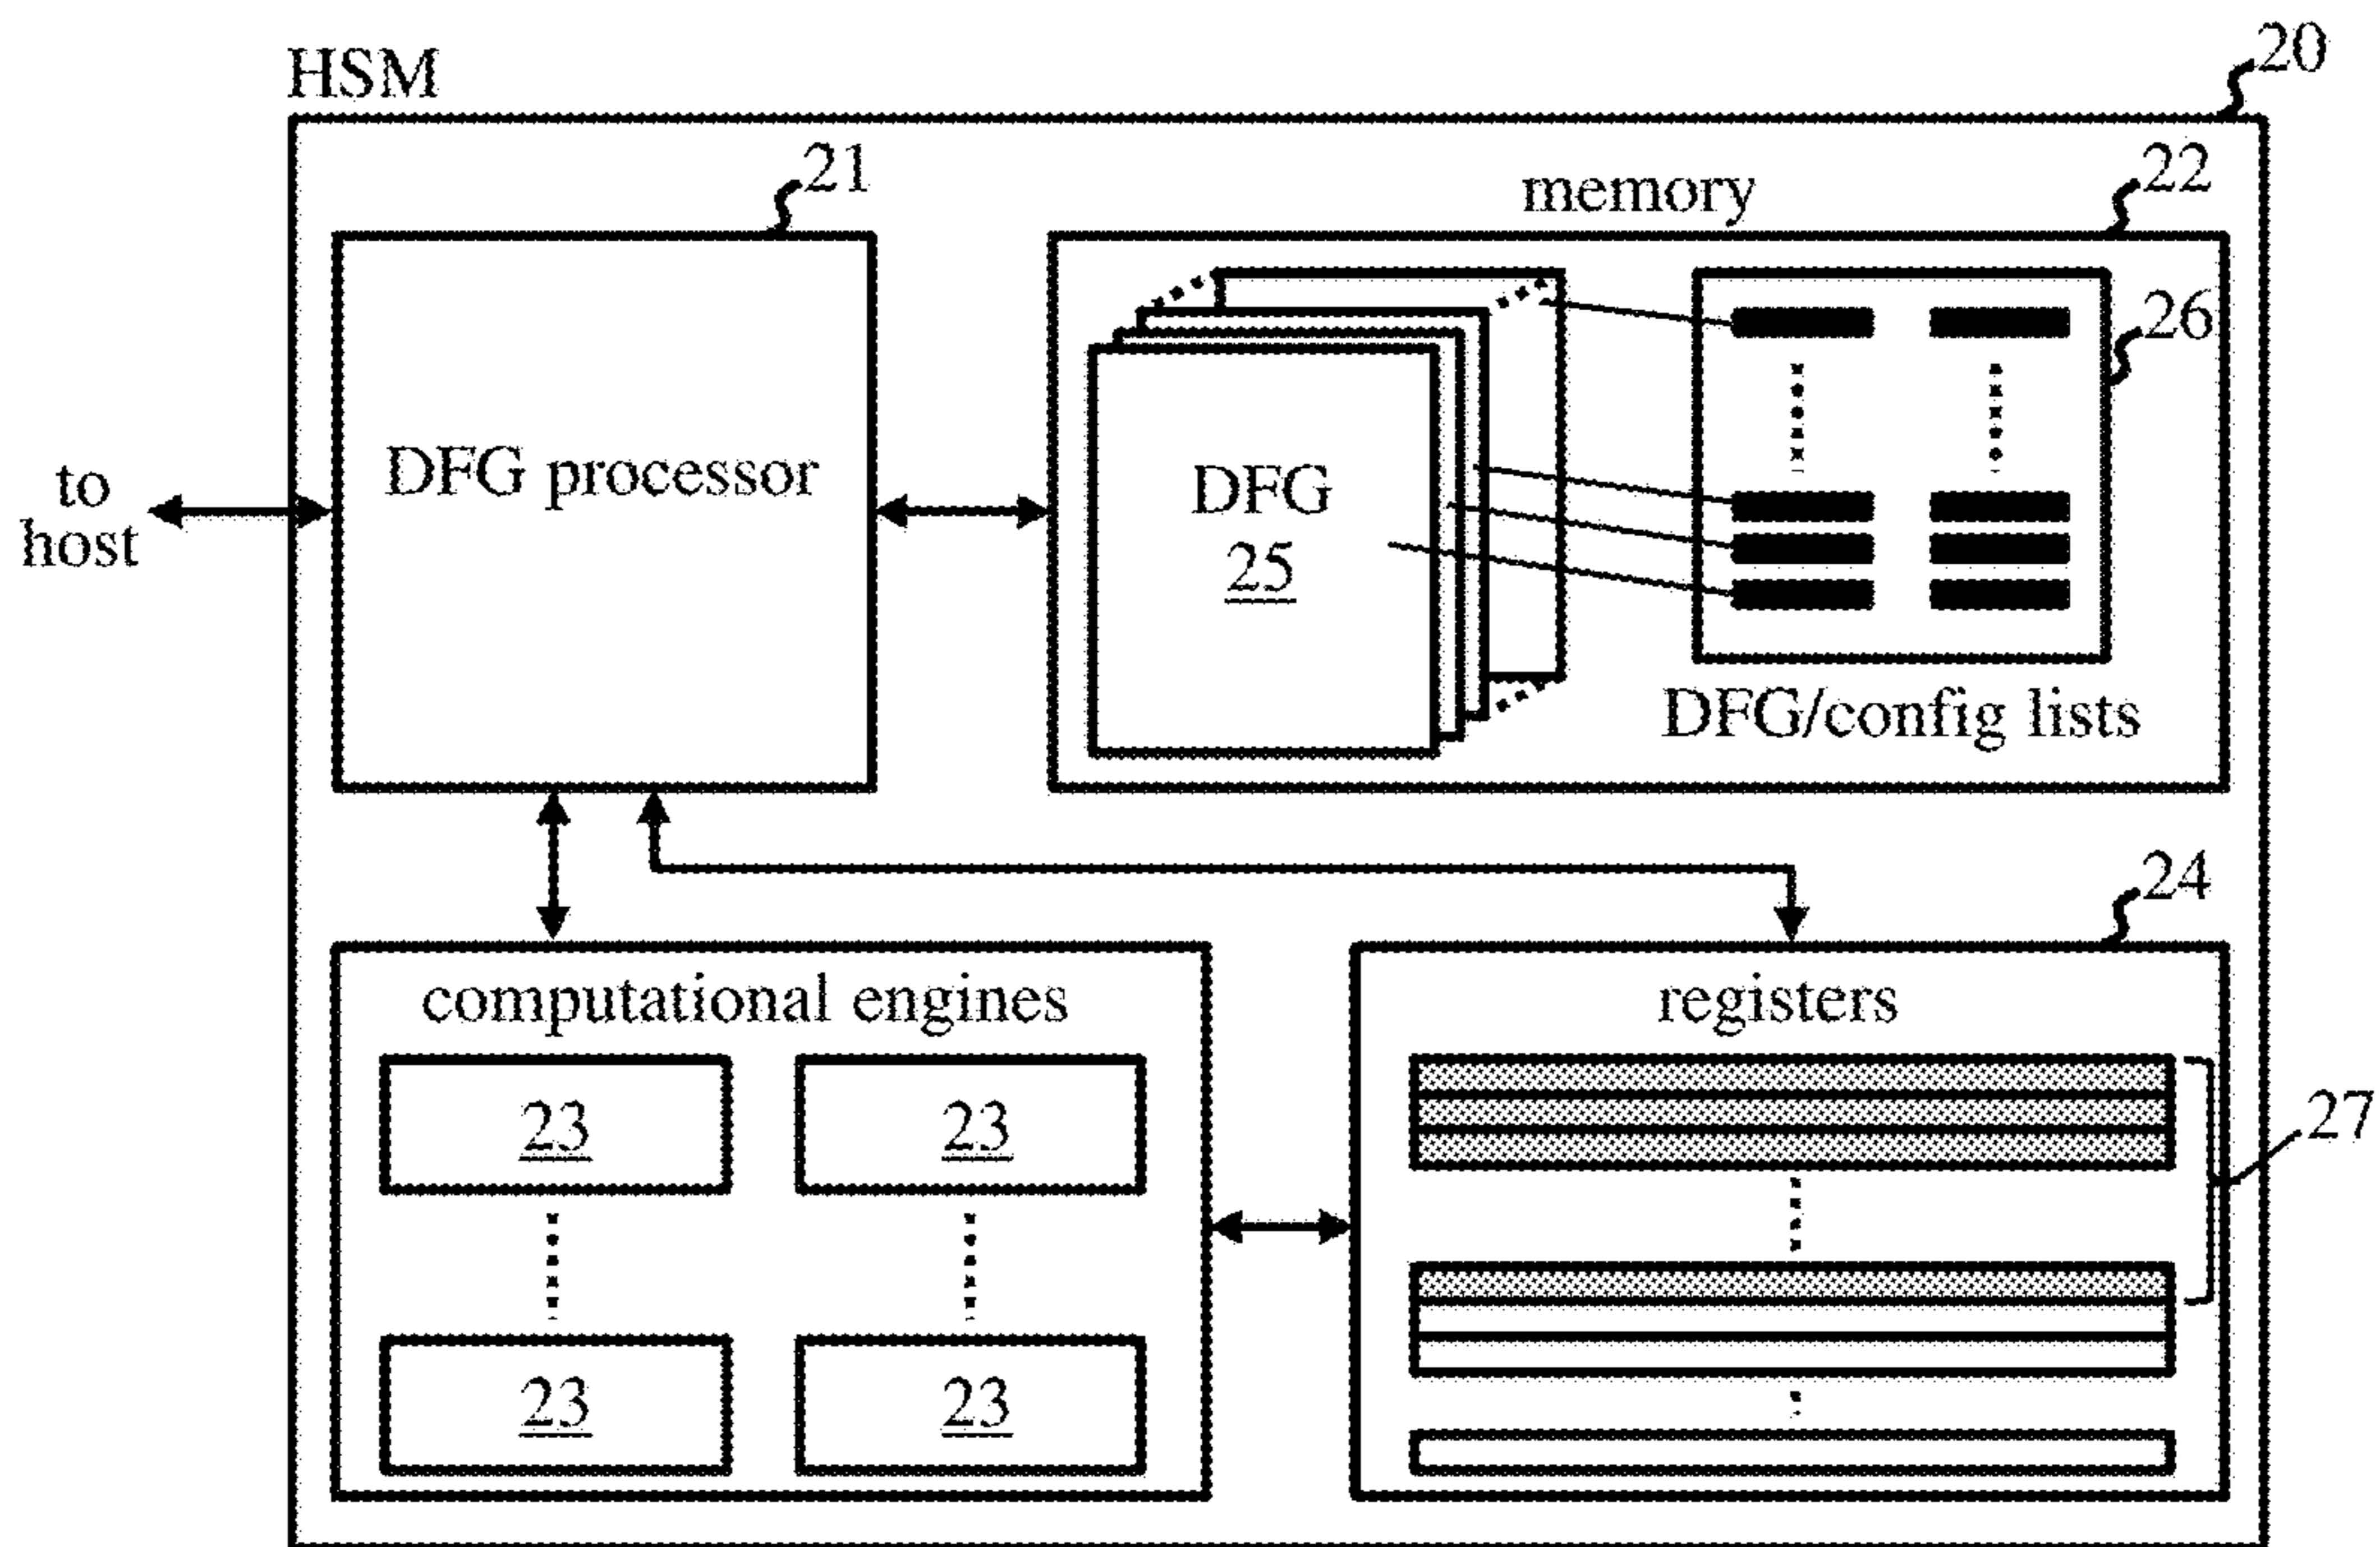 HSM
20
21
memory
22
26
DFG processor
to
host
DFG
25
DFG/config lists
24
computational engines
registers
23
23
27
23
23